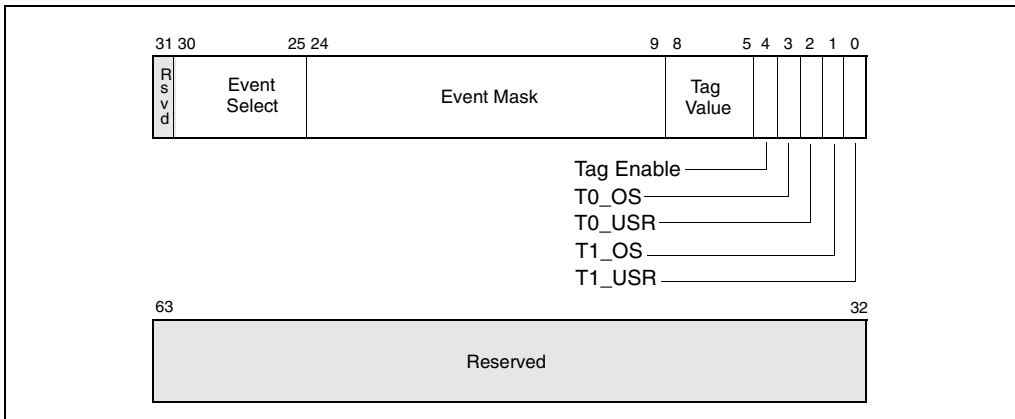 31 30 25 24 9 8 5 4 3 2 1 0
R
s
v
d
Event
Select
Event Mask
Tag
Value
Tag Enable
T0_OS
T0_USR
T1_OS
T1_USR
63 32
Reserved